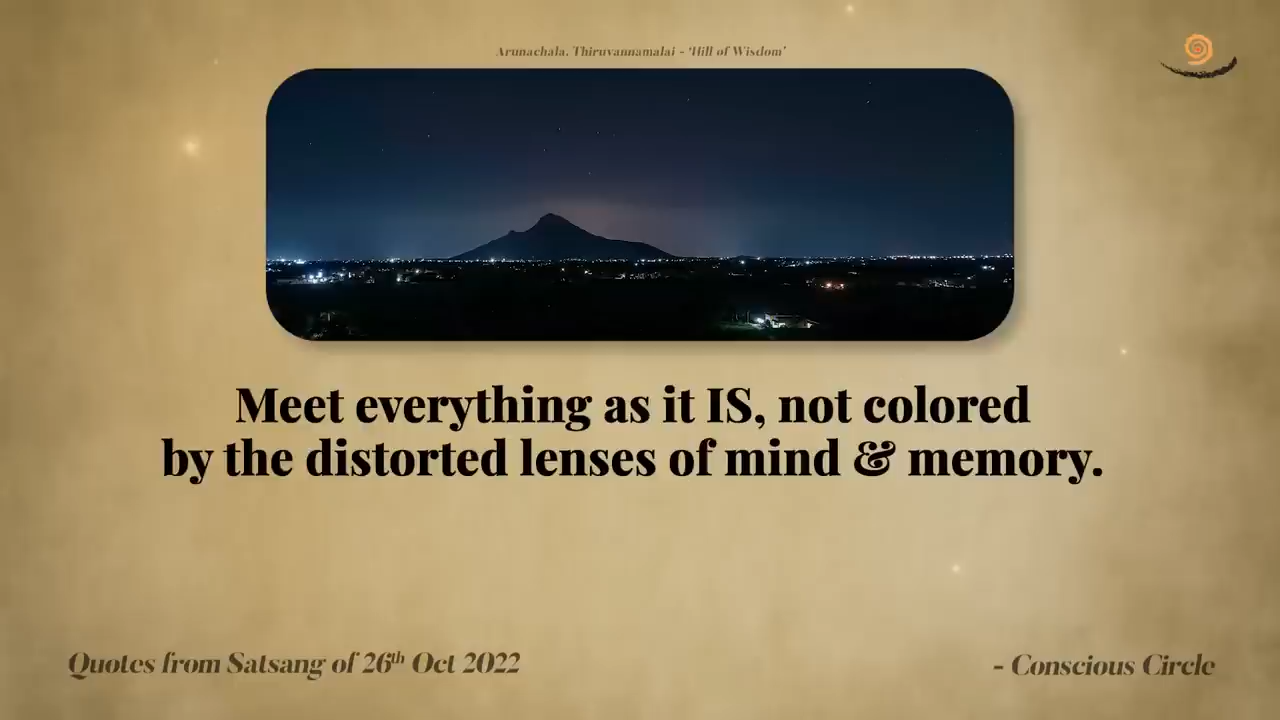 Arunachala, Thiruvannamalai - 'Hill of Wisdom'
Meet everything as it IS, not colored
by the distorted lenses of mind & memory.
Quotes from Satsang of 26th Oct 2022
- Conscious Circle